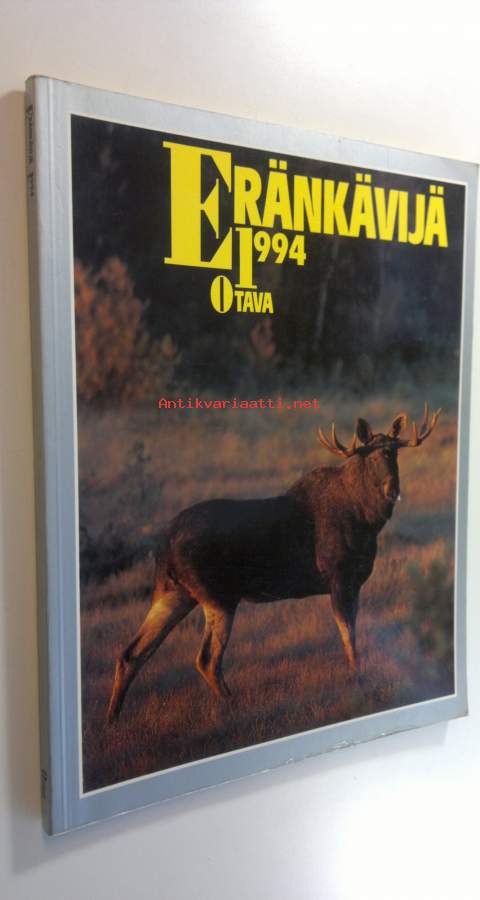 ERÄNKÄVIJÄ
1994
OTAVA
Antikvariaatti.net